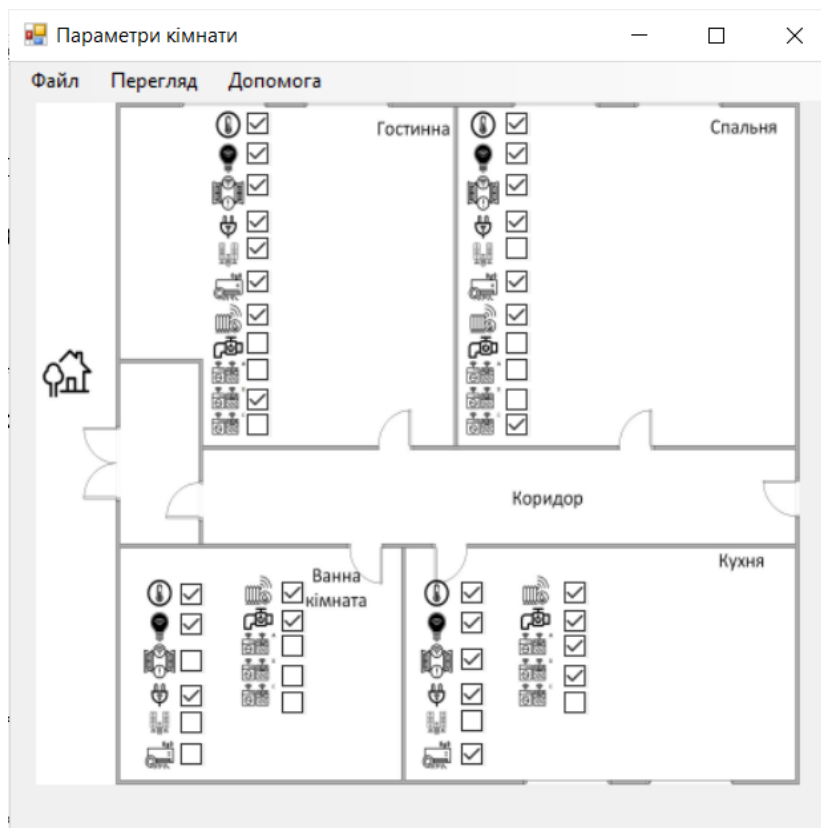 Параметри кімнати
Файл Перегляд Допомога
Гостинна
Спальня
Коридор
Ванна
кімната
Кухня